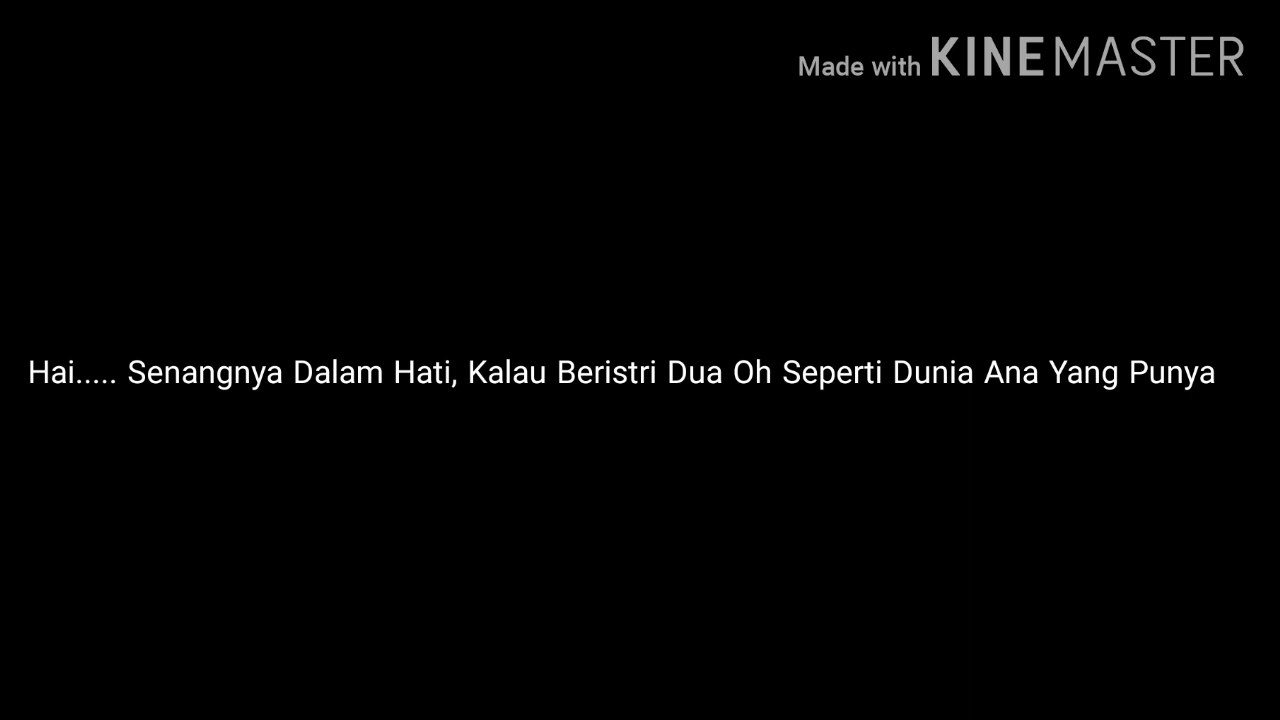 Made with KINEMASTER
Hai..... Senangnya Dalam Hati, Kalau Beristri Dua Oh Seperti Dunia Ana Yang Punya